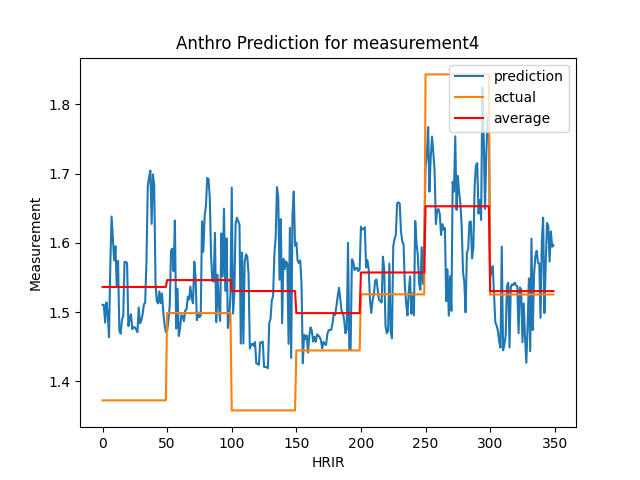 Anthro Prediction for measurement4
prediction
actual
average
Measurement
1.8
1.7
1.6
1.5
1.4
0 50 100 150 200 250 300 350
HRIR